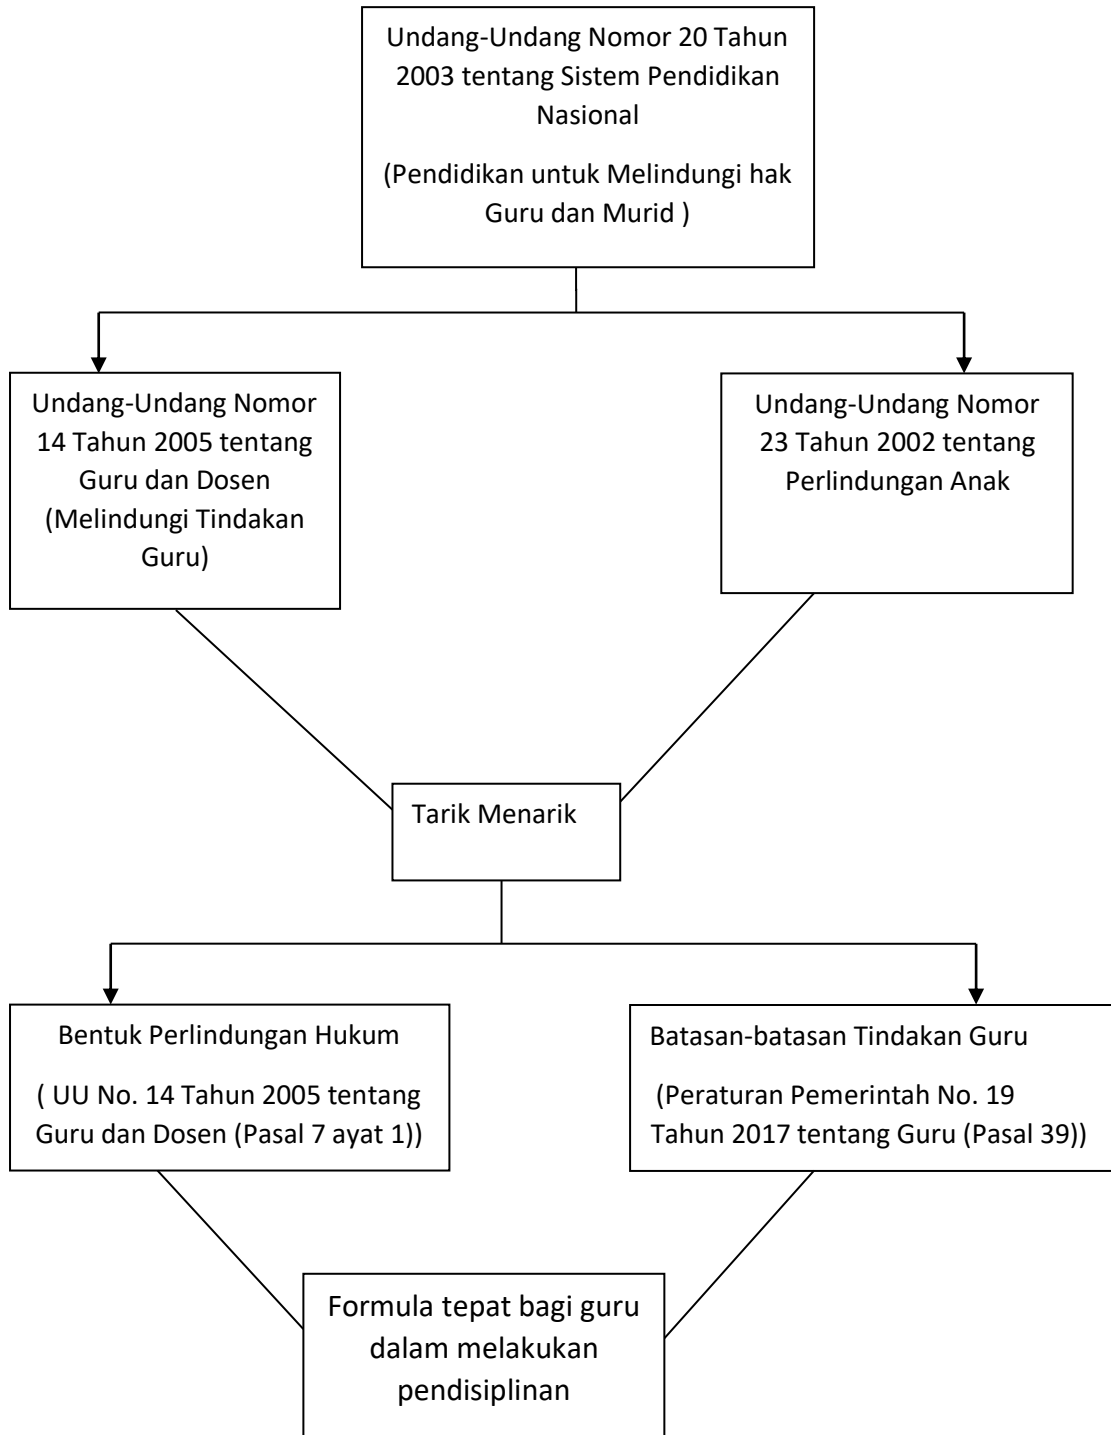 Undang-Undang Nomor 20 Tahun
2003 tentang Sistem Pendidikan
Nasional
(Pendidikan untuk Melindungi hak
Guru dan Murid )
Undang-Undang Nomor
14 Tahun 2005 tentang
Guru dan Dosen
(Melindungi Tindakan
Guru)
Undang-Undang Nomor
23 Tahun 2002 tentang
Perlindungan Anak
Tarik Menarik
Bentuk Perlindungan Hukum
( UU No. 14 Tahun 2005 tentang
Guru dan Dosen (Pasal 7 ayat 1))
Batasan-batasan Tindakan Guru
(Peraturan Pemerintah No. 19
Tahun 2017 tentang Guru (Pasal 39))
Formula tepat bagi guru
dalam melakukan
pendisiplinan